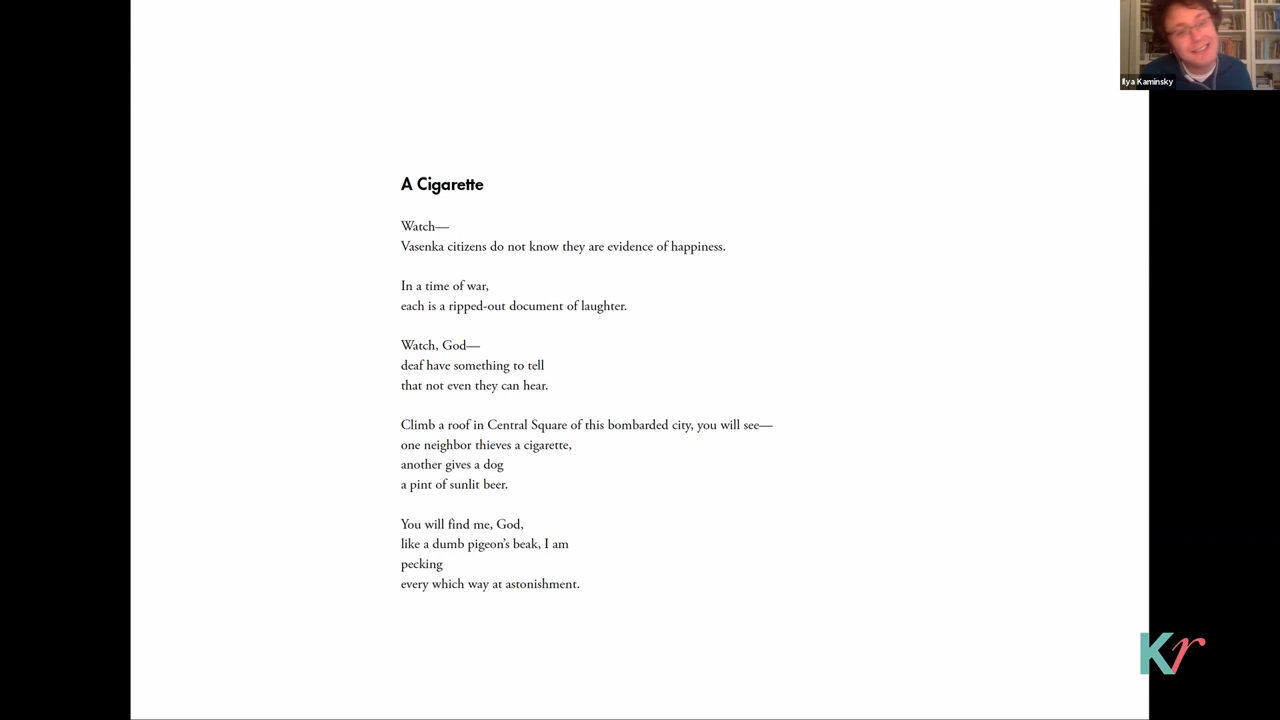 Ilya Kaminsky
A Cigarette
Watch—
Vasenka citizens do not know they are evidence of happiness.
In a time of war,
each is a ripped-out document of laughter.
Watch, God—
deaf have something to tell
that not even they can hear.
Climb a roof in Central Square of this bombarded city, you will see—
one neighbor thieves a cigarette,
another gives a dog
a pint of sunlit beer.
You will find me, God,
like a dumb pigeon’s beak, I am
pecking
every which way at astonishment.
Kr